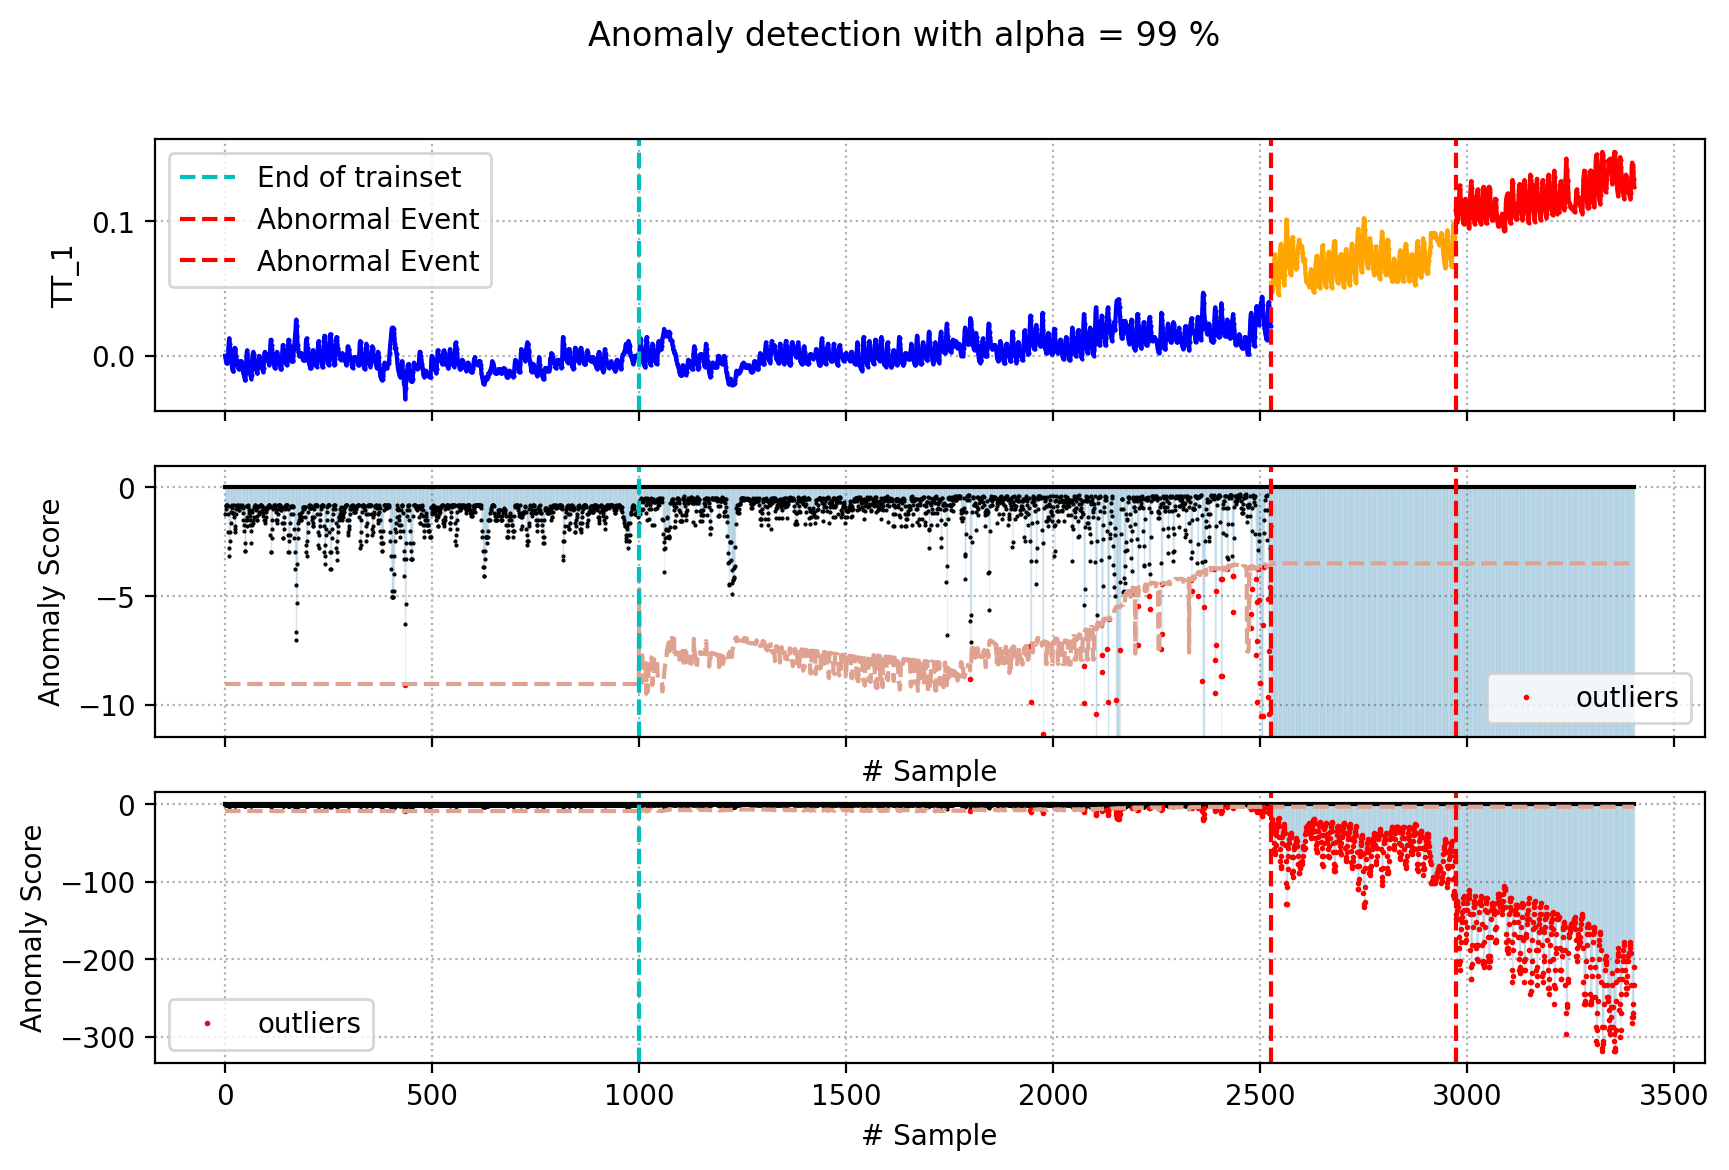 Anomaly detection with alpha = 99 %
End of trainset
Abnormal Event
Abnormal Event
0.1
0.0
TT_1
0
−5
−10
Anomaly Score
outliers
# Sample
0
−100
−200
−300
Anomaly Score
outliers
0 500 1000 1500 2000 2500 3000 3500
# Sample